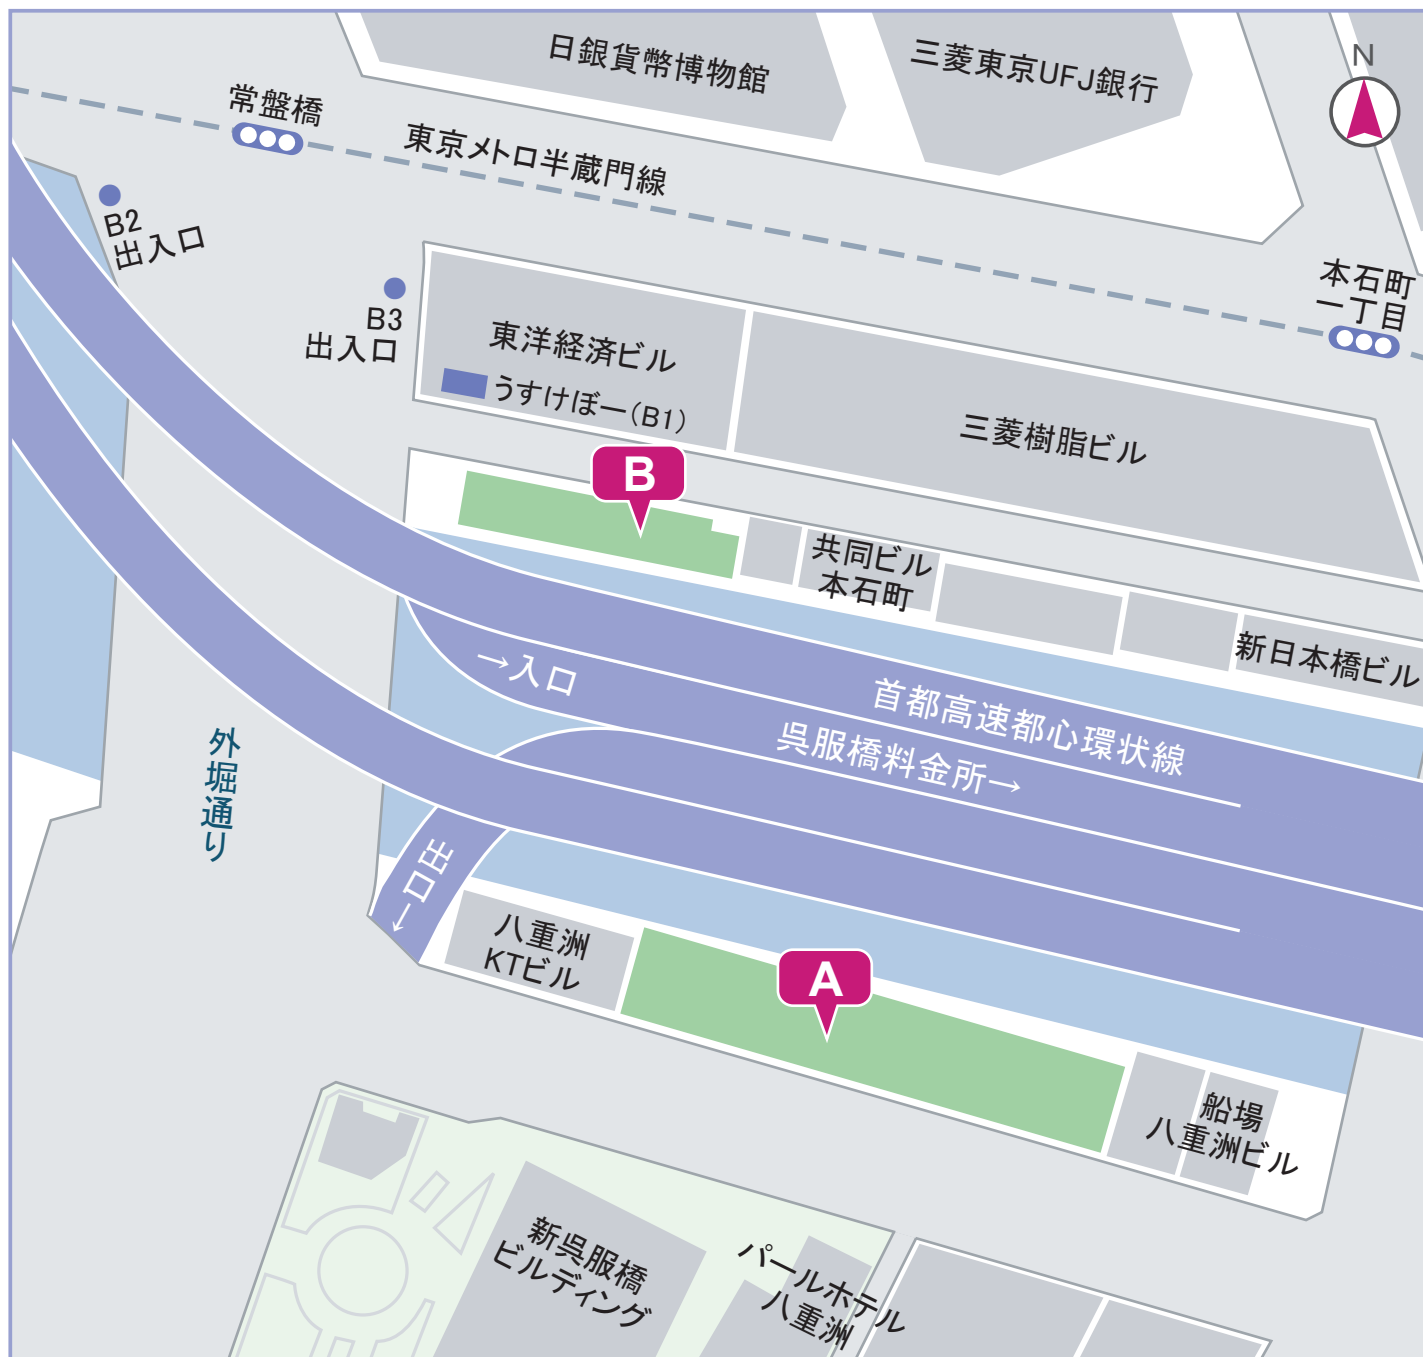 日銀貨幣博物館
三菱東京UFJ銀行
N
常盤橋
東京メトロ半蔵門線
B2
出入口
本石町
一丁目
B3
出入口
東洋経済ビル
うすけぼー(B1)
三菱樹脂ビル
B
共同ビル
本石町
新日本橋ビル
→入口
首都高速都心環状線
呉服橋料金所→
外堀通り
←出口
八重洲
KTビル
A
船場
八重洲ビル
新呉服橋
ビルディング
パールホテル
八重洲